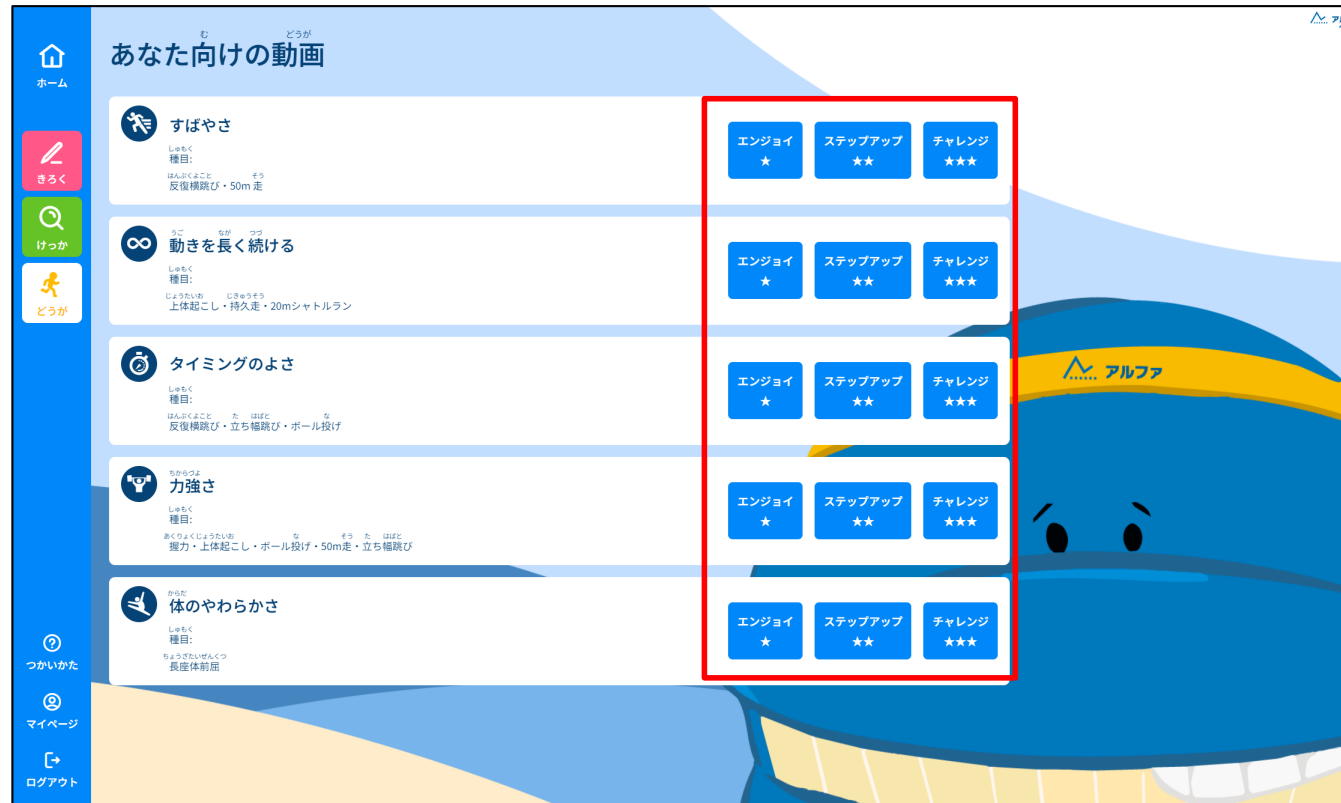 ホーム
きろく
けっか
どうが
つかいかた
マイページ
ログアウト
む どうが
あなた向けの動画
すばやさ
しゅもく
種目:
はんぷくよこと そう
反復横跳び・50m 走
エンジョイ ステップアップ チャレンジ
★ ★★ ★★★
うご なが つづ
動きを長く続ける
しゅもく
種目:
じょうたいお じきゅうそう
上体起こし・持久走・20mシャトルラン
エンジョイ ステップアップ チャレンジ
★ ★★ ★★★
タイミングのよさ
しゅもく
種目:
はんぷくよこと た はばと な
反復横跳び・立ち幅跳び・ボール投げ
エンジョイ ステップアップ チャレンジ
★ ★★ ★★★
ちからづよ
力強さ
しゅもく
種目:
あくりょくじょうたいお な そう た はばと
握力・上体起こし・ボール投げ・50m走・立ち幅跳び
エンジョイ ステップアップ チャレンジ
★ ★★ ★★★
からだ
体のやわらかさ
しゅもく
種目:
ちょうざたいぜんくつ
長座体前屈
エンジョイ ステップアップ チャレンジ
★ ★★ ★★★
アルファ